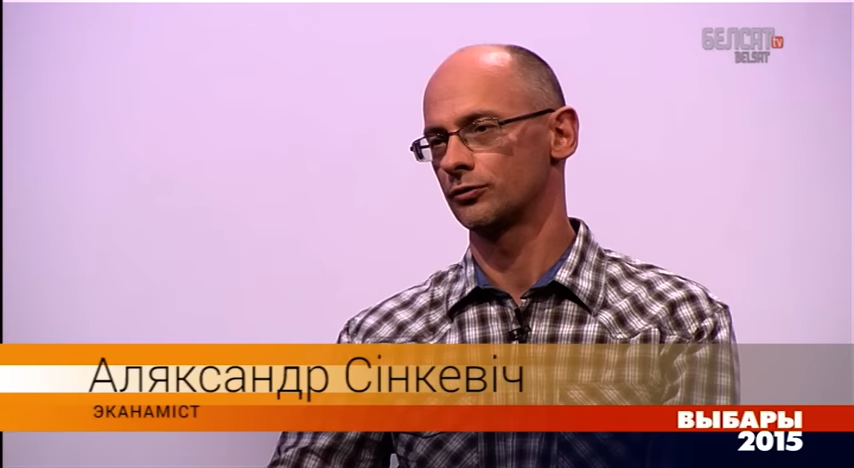 БЕЛСАТ tv
BELSAT
Аляксандр Сінкевіч
ЭКАНАМІСТ
ВЫБАРЫ
2015